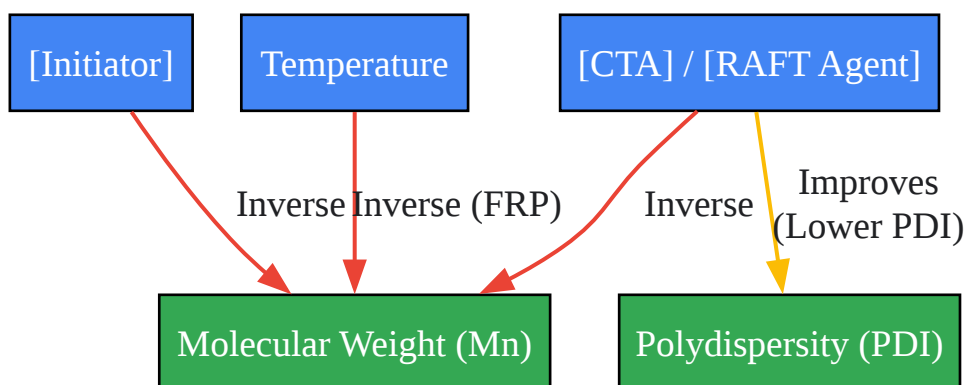 [Initiator]
Temperature
[CTA] / [RAFT Agent]
Inverse
Inverse (FRP)
Inverse
Improves
(Lower PDI)
Molecular Weight (Mn)
Polydispersity (PDI)